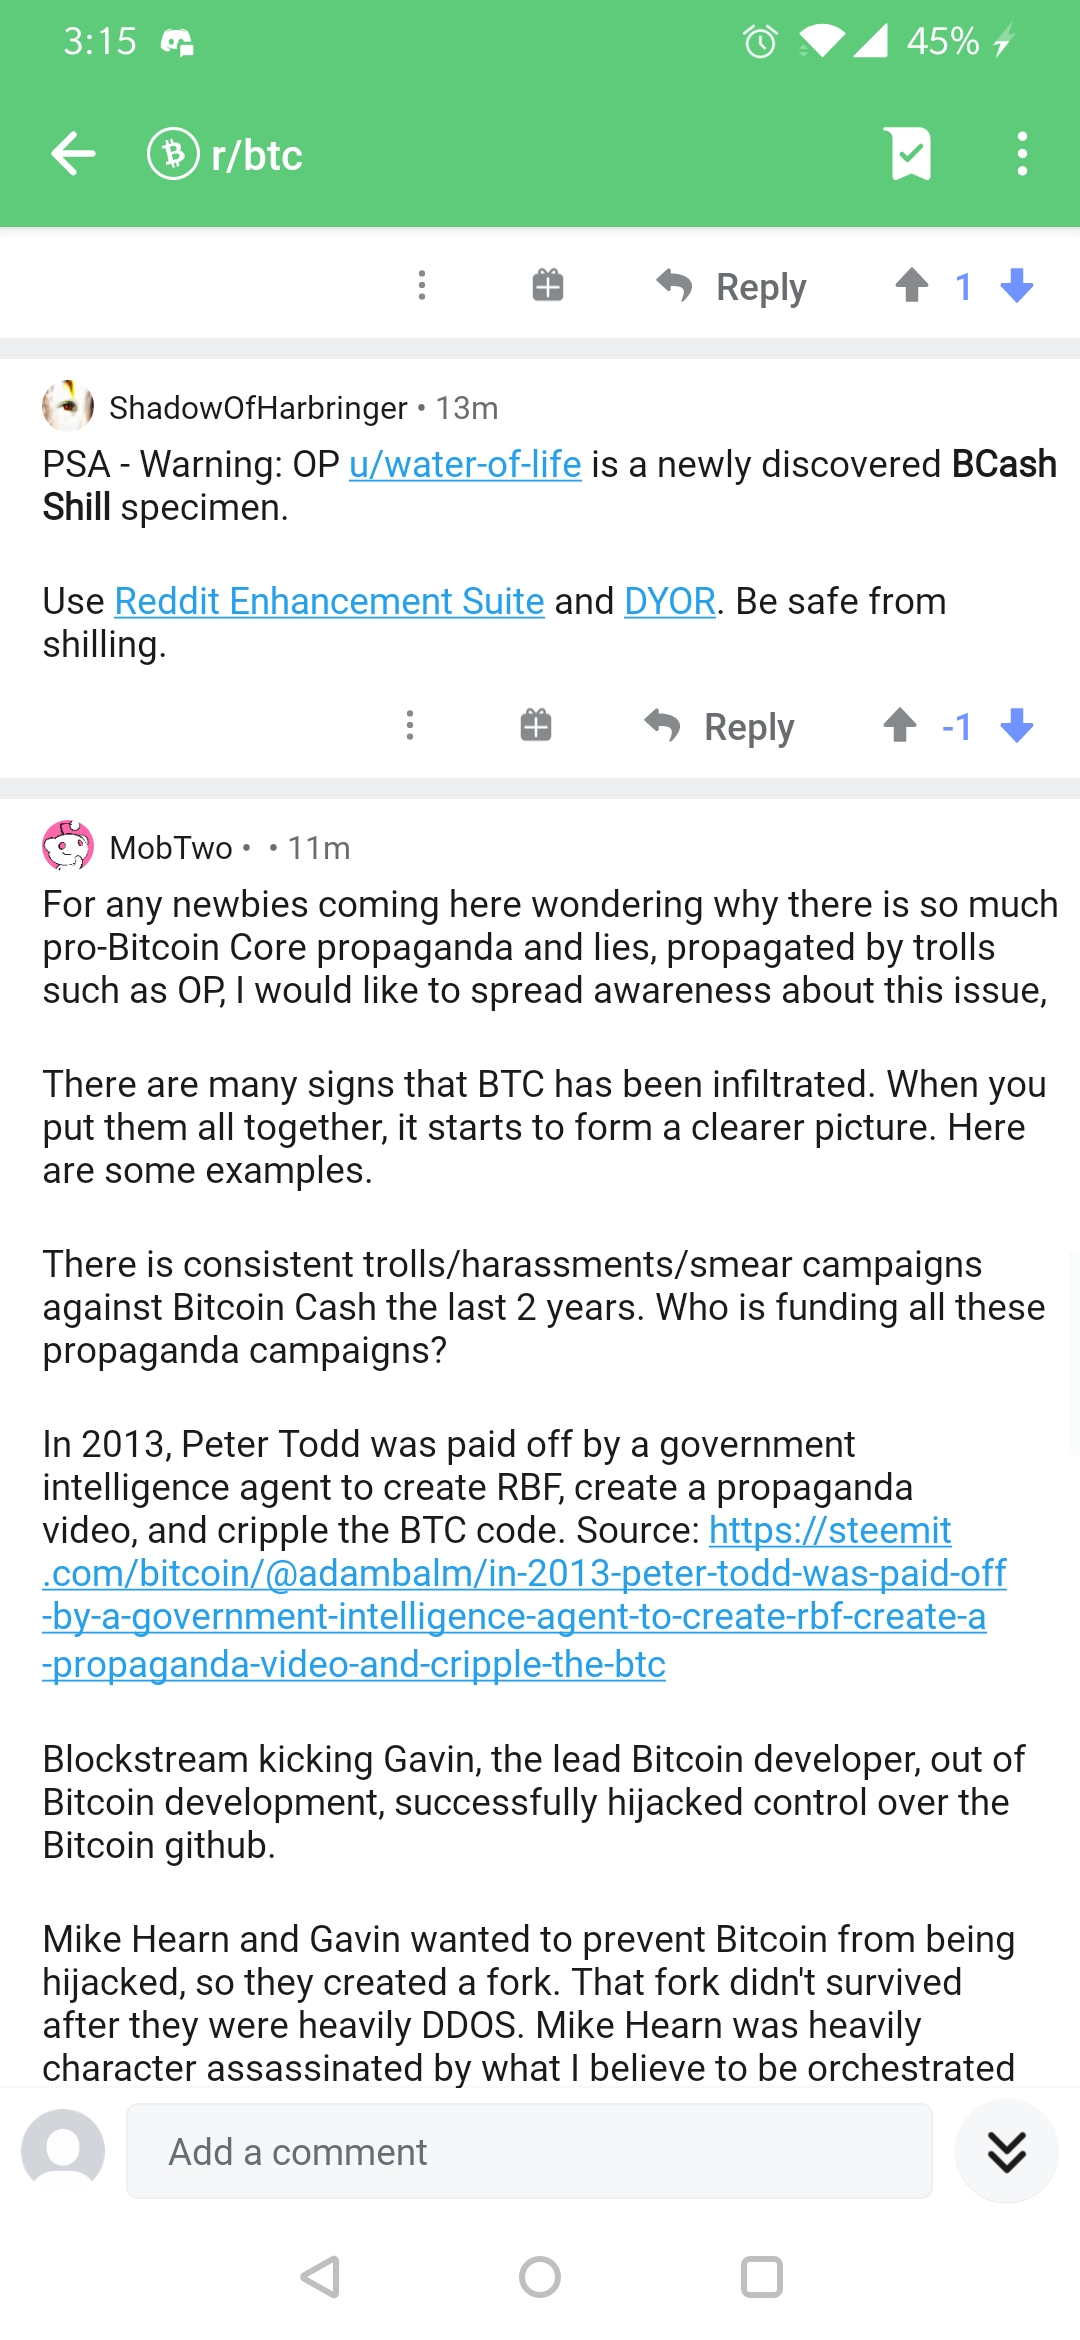 3:15
45%
r/btc
Reply
1
ShadowOfHarbringer • 13m
PSA - Warning: OP u/water-of-life is a newly discovered BCash
Shill specimen.
Use Reddit Enhancement Suite and DYOR. Be safe from
shilling.
Reply
-1
MobTwo • • 11m
For any newbies coming here wondering why there is so much
pro-Bitcoin Core propaganda and lies, propagated by trolls
such as OP, I would like to spread awareness about this issue,
There are many signs that BTC has been infiltrated. When you
put them all together, it starts to form a clearer picture. Here
are some examples.
There is consistent trolls/harassments/smear campaigns
against Bitcoin Cash the last 2 years. Who is funding all these
propaganda campaigns?
In 2013, Peter Todd was paid off by a government
intelligence agent to create RBF, create a propaganda
video, and cripple the BTC code. Source: https://steemit
.com/bitcoin/@adambalm/in-2013-peter-todd-was-paid-off
-by-a-government-intelligence-agent-to-create-rbf-create-a
-propaganda-video-and-cripple-the-btc
Blockstream kicking Gavin, the lead Bitcoin developer, out of
Bitcoin development, successfully hijacked control over the
Bitcoin github.
Mike Hearn and Gavin wanted to prevent Bitcoin from being
hijacked, so they created a fork. That fork didn't survived
after they were heavily DDOS. Mike Hearn was heavily
character assassinated by what I believe to be orchestrated
Add a comment